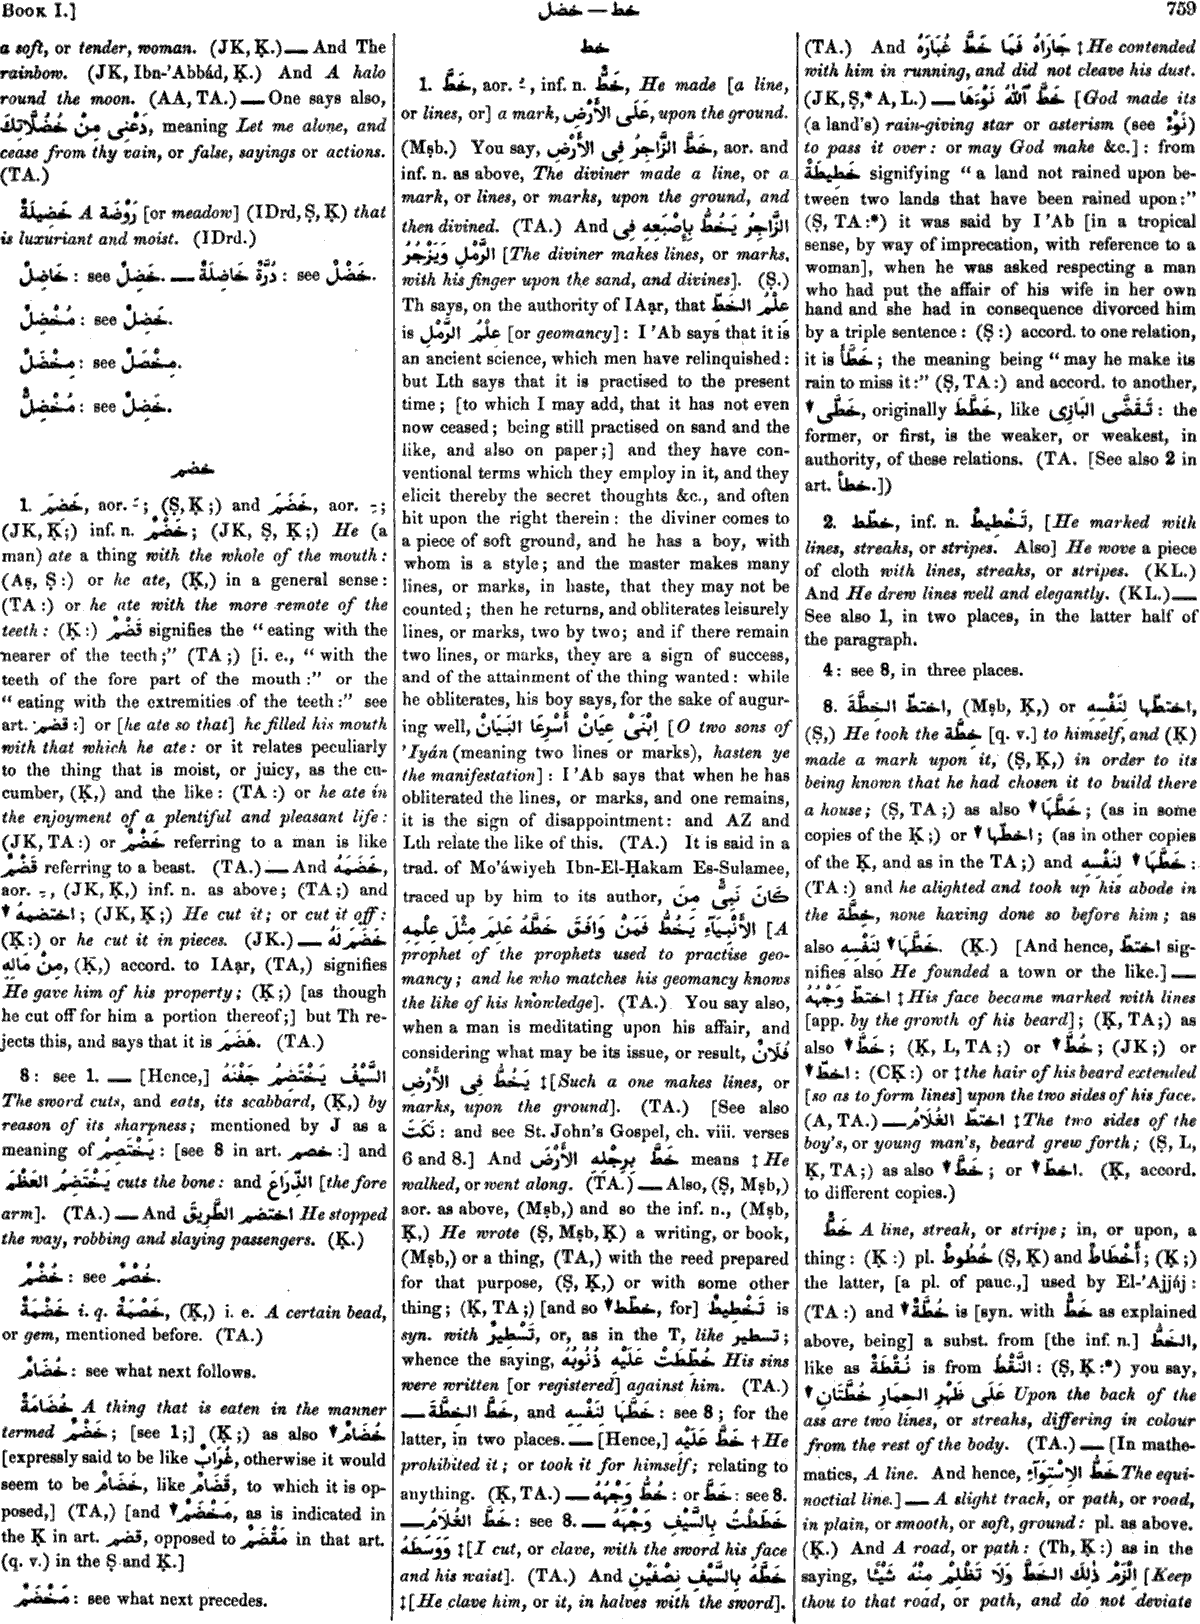 BOOK I.]
خضل — خط
759
a soft, or tender, woman. (JK, Ḳ.) — And The
rainbow. (JK, Ibn-'Abbád, Ḳ.) And A halo
round the moon. (AA, TA.) — One says also,
دَعْنِى مِنْ خُضُلَّاتِكَ, meaning Let me alone, and
cease from thy vain, or false, sayings or actions.
(TA.)
خَضِيلَةٌ A رَوْضَة [or meadow] (IDrd, Ṣ, Ḳ) that
is luxuriant and moist. (IDrd.)
خَاضِلٌ : see خَضِلٌ. — دُرَّةٌ خَاضِلَةٌ : see خَضْلٌ.
مُخْضِلٌ : see خَضِلٌ.
مِخْضَلٌ : see مِخْصَلٌ.
مُخْضِلٌّ : see خَضِلٌ.
خضم
1. خَضِمَ, aor. ـَ ; (Ṣ, Ḳ ;) and خَضَمَ, aor. ـِ ;
(JK, Ḳ ;) inf. n. خَضْمٌ ; (JK, Ṣ, Ḳ ;) He (a
man) ate a thing with the whole of the mouth :
(Aṣ, Ṣ :) or he ate, (Ḳ,) in a general sense :
(TA :) or he ate with the more remote of the
teeth : (Ḳ :) قَضْمٌ signifies the “eating with the
nearer of the teeth ;” (TA ;) [i. e., “with the
teeth of the fore part of the mouth :” or the
“eating with the extremities of the teeth :” see
art. قضم :] or [he ate so that] he filled his mouth
with that which he ate : or it relates peculiarly
to the thing that is moist, or juicy, as the cu-
cumber, (Ḳ,) and the like : (TA :) or he ate in
the enjoyment of a plentiful and pleasant life :
(JK, TA :) or خَضْمٌ referring to a man is like
قَضْمٌ referring to a beast. (TA.) — And خَضَمَهُ,
aor. ـِ , (JK, Ḳ,) inf. n. as above ; (TA ;) and
▼ اختضمهُ ; (JK, Ḳ ;) He cut it ; or cut it off :
(Ḳ :) or he cut it in pieces. (JK.) — خَضَمَ لَهُ
مِنْ مَالِهِ, (Ḳ,) accord. to IAạr, (TA,) signifies
He gave him of his property ; (Ḳ ;) [as though
he cut off for him a portion thereof ;] but Th re-
jects this, and says that it is هَضَمَ. (TA.)
8 : see 1. — [Hence,] السَّيْفُ يَخْتَضِمُ جَفْنَهُ
The sword cuts, and eats, its scabbard, (Ḳ,) by
reason of its sharpness ; mentioned by J as a
meaning of يَخْتَصِمُ : [see 8 in art. خصم :] and
يَخْتَضِمُ العَظْمَ cuts the bone : and الذِّرَاعَ [the fore
arm]. (TA.) — And اختضم الطَّرِيقَ He stopped
the way, robbing and slaying passengers. (Ḳ.)
خُضْمٌ : see خُضُمٌ.
خَضْمَةٌ i. q. خَصْمَةٌ, (Ḳ,) i. e. A certain bead,
or gem, mentioned before. (TA.)
خُضَامٌ : see what next follows.
خُضَامَةٌ A thing that is eaten in the manner
termed خَضْمٌ ; [see 1 ;] (Ḳ ;) as also ▼ خُضَامٌ
[expressly said to be like غُرَابٌ, otherwise it would
seem to be خَضَامٌ, like قَضَامٌ, to which it is op-
posed,] (TA,) [and ▼ مَخْضَمٌ, as is indicated in
the Ḳ in art. قضم, opposed to مَقْضَمٌ in that art.
(q. v.) in the Ṣ and Ḳ.]
مَخْضَمٌ : see what next precedes.
خط
1. خَطَّ, aor. ـُ , inf. n. خَطٌّ, He made [a line,
or lines, or] a mark, عَلَى الأَرْضِ, upon the ground.
(Mṣb.) You say, خَطَّ الزَّاجِرُ فِى الأَرْضِ, aor. and
inf. n. as above, The diviner made a line, or a
mark, or lines, or marks, upon the ground, and
then divined. (TA.) And الزَّاجِرُ يَخُطُّ بِإِصْبَعِهِ فِى
الرَّمْلِ وَيَزْجُرُ [The diviner makes lines, or marks,
with his finger upon the sand, and divines]. (Ṣ.)
Th says, on the authority of IAạr, that عِلْمُ الخَطِّ
is عِلْمُ الرَّمْلِ [or geomancy] : I 'Ab says that it is
an ancient science, which men have relinquished :
but Lth says that it is practised to the present
time ; [to which I may add, that it has not even
now ceased ; being still practised on sand and the
like, and also on paper ;] and they have con-
ventional terms which they employ in it, and they
elicit thereby the secret thoughts &c., and often
hit upon the right therein : the diviner comes to
a piece of soft ground, and he has a boy, with
whom is a style ; and the master makes many
lines, or marks, in haste, that they may not be
counted ; then he returns, and obliterates leisurely
lines, or marks, two by two ; and if there remain
two lines, or marks, they are a sign of success,
and of the attainment of the thing wanted : while
he obliterates, his boy says, for the sake of augur-
ing well, اِبْنَىْ عِيَانْ أَسْرِعَا البَيَانْ [O two sons of
'Iyán (meaning two lines or marks), hasten ye
the manifestation] : I 'Ab says that when he has
obliterated the lines, or marks, and one remains,
it is the sign of disappointment : and AZ and
Lth relate the like of this. (TA.) It is said in a
trad. of Mo'áwiyeh Ibn-El-Ḥakam Es-Sulamee,
traced up by him to its author, كَانَ نَبِىٌّ مِنَ
الأَنْبِيَآءِ يَخُطُّ فَمَنْ وَافَقَ خَطَّهُ عَلِمَ مِثْلَ عِلْمِهِ [A
prophet of the prophets used to practise geo-
mancy ; and he who matches his geomancy knows
the like of his knowledge]. (TA.) You say also,
when a man is meditating upon his affair, and
considering what may be its issue, or result, فُلَانٌ
يَخُطُّ فِى الأَرْضِ ‡[Such a one makes lines, or
marks, upon the ground]. (TA.) [See also
نَكَتَ : and see St. John's Gospel, ch. viii. verses
6 and 8.] And خَطَّ بِرِجْلِهِ الأَرْضَ means ‡ He
walked, or went along. (TA.) — Also, (Ṣ, Mṣb,)
aor. as above, (Mṣb,) and so the inf. n., (Mṣb,
Ḳ,) He wrote (Ṣ, Mṣb, Ḳ) a writing, or book,
(Mṣb,) or a thing, (TA,) with the reed prepared
for that purpose, (Ṣ, Ḳ,) or with some other
thing ; (Ḳ, TA ;) [and so ▼ خطّط, for] تَخْطِيطٌ is
syn. with تَسْطِيرٌ, or, as in the T, like تسطير ;
whence the saying, خُطِّطَتْ عَلَيْهِ ذُنُوبُهُ His sins
were written [or registered] against him. (TA.)
— خَطَّ الخِطَّةَ, and خَطَّهَا لِنَفْسِهِ : see 8 ; for the
latter, in two places. — [Hence,] خَطَّ عَلَيْهِ † He
prohibited it ; or took it for himself ; relating to
anything. (Ḳ, TA.) — خُطَّ وَجْهُهُ : or خَطَّ : see 8.
— خَطَّ الغُلَامُ : see 8. — خَطَطْتُ بِالسَّيْفِ وَجْهَهُ
وَوَسَطَهُ ‡[I cut, or clave, with the sword his face
and his waist]. (TA.) And خَطَّهُ بِالسَّيْفِ نِصْفَيْنِ
‡[He clave him, or it, in halves with the sword].
(TA.) And جَارَاهُ فَمَا خَطَّ غُبَارَهُ ‡ He contended
with him in running, and did not cleave his dust.
(JK, Ṣ,* A, L.) — خَطَّ ٱللّٰهُ نَوْءَهَا [God made its
(a land's) rain-giving star or asterism (see نَوْءٌ)
to pass it over : or may God make &c.] : from
خَطِيطَةٌ signifying “a land not rained upon be-
tween two lands that have been rained upon :”
(Ṣ, TA :*) it was said by I 'Ab [in a tropical
sense, by way of imprecation, with reference to a
woman], when he was asked respecting a man
who had put the affair of his wife in her own
hand and she had in consequence divorced him
by a triple sentence : (Ṣ :) accord. to one relation,
it is خَطَّأَ ; the meaning being “may he make its
rain to miss it :” (Ṣ, TA :) and accord. to another,
▼ خَطَّى, originally خَطَّطَ, like تَقَضَّى البَازِى : the
former, or first, is the weaker, or weakest, in
authority, of these relations. (TA. [See also 2 in
art. خطأ.])
2. خطّط, inf. n. تَخْطِيطٌ, [He marked with
lines, streaks, or stripes. Also] He wove a piece
of cloth with lines, streaks, or stripes. (KL.)
And He drew lines well and elegantly. (KL.) —
See also 1, in two places, in the latter half of
the paragraph.
4 : see 8, in three places.
8. اختطّ الخِطَّةَ, (Mṣb, Ḳ,) or اختطّها لِنَفْسِهِ,
(Ṣ,) He took the خِطَّة [q. v.] to himself, and (Ḳ)
made a mark upon it, (Ṣ, Ḳ,) in order to its
being known that he had chosen it to build there
a house ; (Ṣ, TA ;) as also ▼ خَطَّهَا ; (as in some
copies of the Ḳ ;) or ▼ اخطّها ; (as in other copies
of the Ḳ, and as in the TA ;) and خَطَّهَا ▼ لِنَفْسِهِ :
(TA :) and he alighted and took up his abode in
the خِطَّة, none having done so before him ; as
also خَطَّهَا ▼ لِنَفْسِهِ. (Ḳ.) [And hence, اختطّ sig-
nifies also He founded a town or the like.] —
اختطّ وَجْهُهُ ‡ His face became marked with lines
[app. by the growth of his beard] ; (Ḳ, TA ;) as
also ▼ خَطَّ ; (Ḳ, L, TA ;) or ▼ خُطَّ ; (JK ;) or
▼ اخطّ : (CK :) or ‡ the hair of his beard extended
[so as to form lines] upon the two sides of his face.
(A, TA.) — اختطّ الغُلَامُ ‡ The two sides of the
boy's, or young man's, beard grew forth ; (Ṣ, L,
Ḳ, TA ;) as also ▼ خَطَّ ; or ▼ اخطّ. (Ḳ, accord.
to different copies.)
خَطٌّ A line, streak, or stripe ; in, or upon, a
thing : (Ḳ :) pl. خُطُوطٌ (Ṣ, Ḳ) and أَخْطَاطٌ ; (Ḳ ;)
the latter, [a pl. of pauc.,] used by El-'Ajjáj :
(TA :) and ▼ خُطَّةٌ is [syn. with خَطٌّ as explained
above, being] a subst. from [the inf. n.] الخَطُّ,
like as نُقْطَةٌ is from النَّقْطُ : (Ṣ, Ḳ :*) you say,
عَلَى ظَهْرِ الحِمَارِ خُطَّتَانِ ▼ Upon the back of the
ass are two lines, or streaks, differing in colour
from the rest of the body. (TA.) — [In mathe-
matics, A line. And hence, خَطُّ الاِسْتِوَآءِ The equi-
noctial line.] — A slight track, or path, or road,
in plain, or smooth, or soft, ground : pl. as above.
(Ḳ.) And A road, or path : (Th, Ḳ :) as in the
saying, اِلْزَمْ ذٰلِكَ الخَطَّ وَلَا تَظْلِمْ مِنْهُ شَيْئًا [Keep
thou to that road, or path, and do not deviate